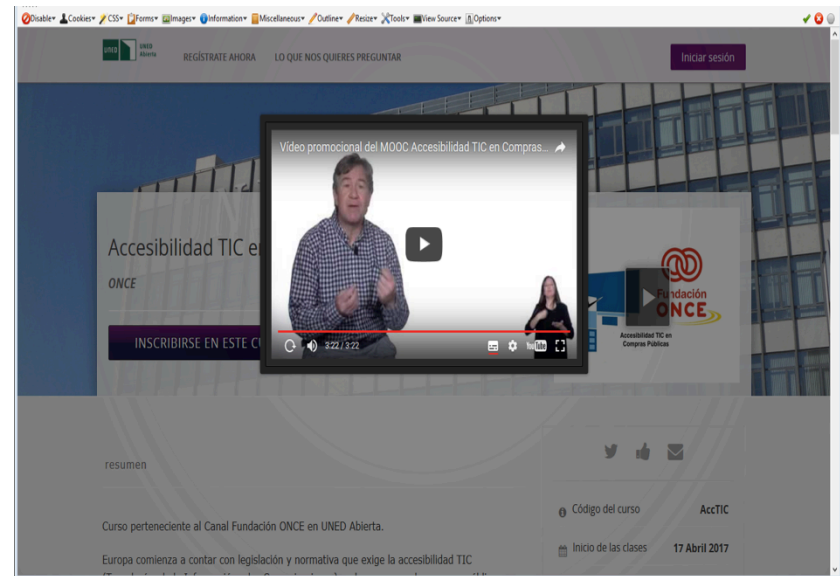 Disable Cookies CSS Forms Images Information Miscellaneous Outline Resize Tools View Source Options
uned UNED Abierta REGÍSTRATE AHORA LO QUE NOS QUIERES PREGUNTAR Iniciar sesión
Vídeo promocional del MOOC Accesibilidad TIC en Compras...
Accesibilidad TIC e
ONCE
INSCRIBIRSE EN ESTE C
3:22 / 3:22 YouTube
Fundación
ONCE
Accesibilidad TIC en
Compras Públicas
resumen
Curso perteneciente al Canal Fundación ONCE en UNED Abierta.
Europa comienza a contar con legislación y normativa que exige la accesibilidad TIC
Código del curso AccTIC
Inicio de las clases 17 Abril 2017